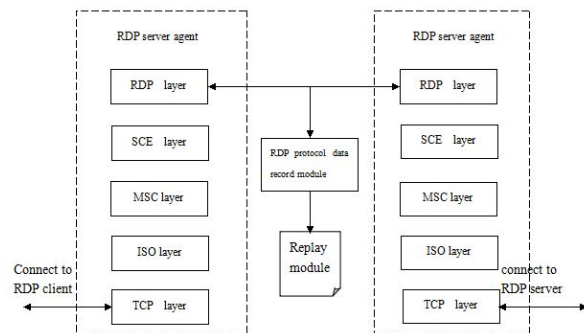 RDP server agent
RDP layer
SCE layer
MSC layer
ISO layer
TCP layer
Connect to
RDP client
RDP protocol data
record module
Replay
module
RDP server agent
RDP layer
SCE layer
MSC layer
ISO layer
TCP layer
connect to
RDP server